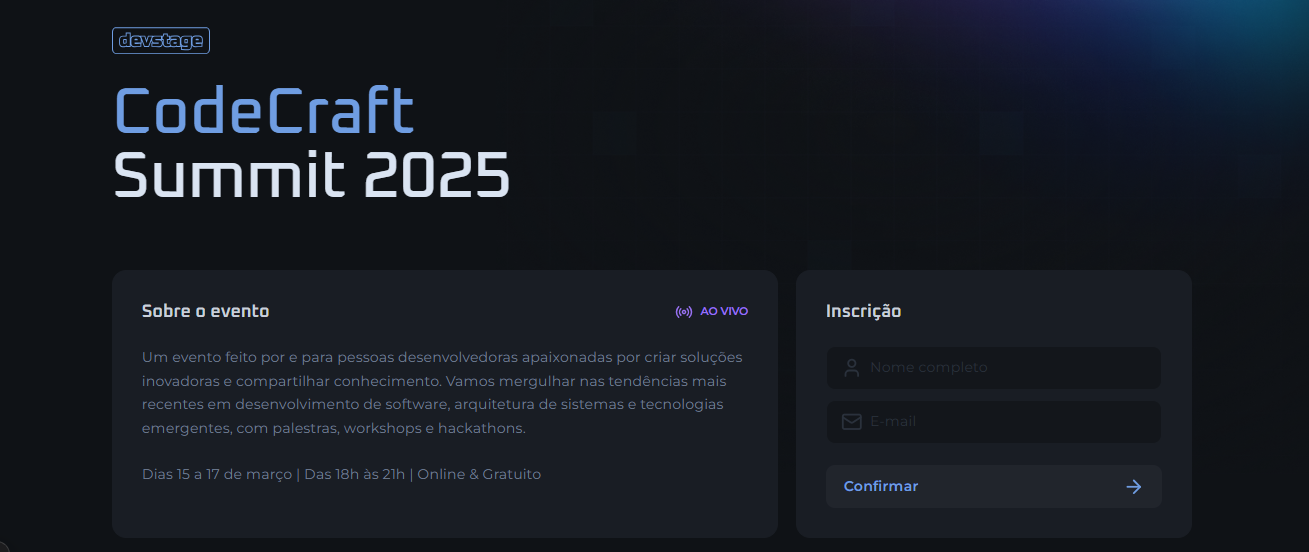 devstage
CodeCraft
Summit 2025
Sobre o evento
AO VIVO
Um evento feito por e para pessoas desenvolvedoras apaixonadas por criar soluções
inovadoras e compartilhar conhecimento. Vamos mergulhar nas tendências mais
recentes em desenvolvimento de software, arquitetura de sistemas e tecnologias
emergentes, com palestras, workshops e hackathons.
Dias 15 a 17 de março | Das 18h às 21h | Online & Gratuito
Inscrição
Nome completo
E-mail
Confirmar